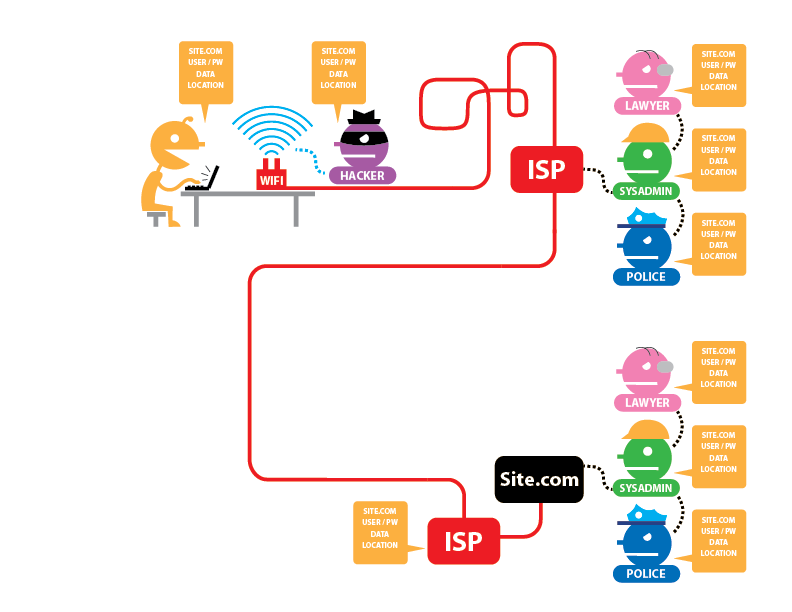 SITE.COM
USER / PW
DATA
LOCATION
SITE.COM
USER / PW
DATA
LOCATION
WIFI
HACKER
ISP
SITE.COM
USER / PW
DATA
LOCATION
LAWYER
SITE.COM
USER / PW
DATA
LOCATION
SYSADMIN
SITE.COM
USER / PW
DATA
LOCATION
POLICE
SITE.COM
USER / PW
DATA
LOCATION
LAWYER
SITE.COM
USER / PW
DATA
LOCATION
Site.com
SYSADMIN
SITE.COM
USER / PW
DATA
LOCATION
ISP
SITE.COM
USER / PW
DATA
LOCATION
POLICE